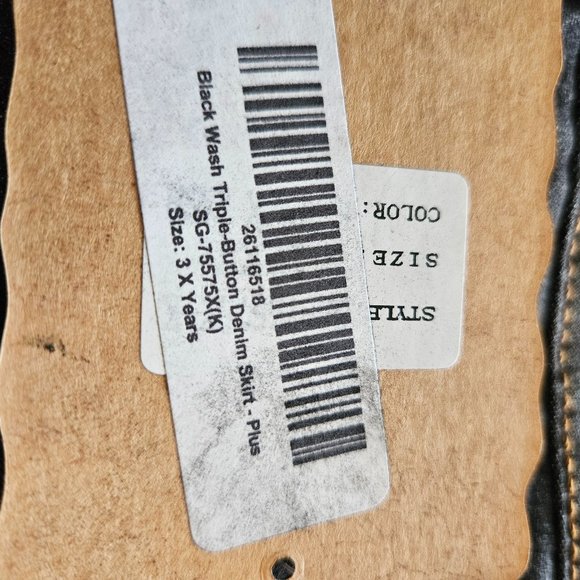 26116518
Black Wash Triple-Button Denim Skirt - Plus
SG-75575X(K)
Size: 3 X Years
STYLE
SIZE
COLOR: